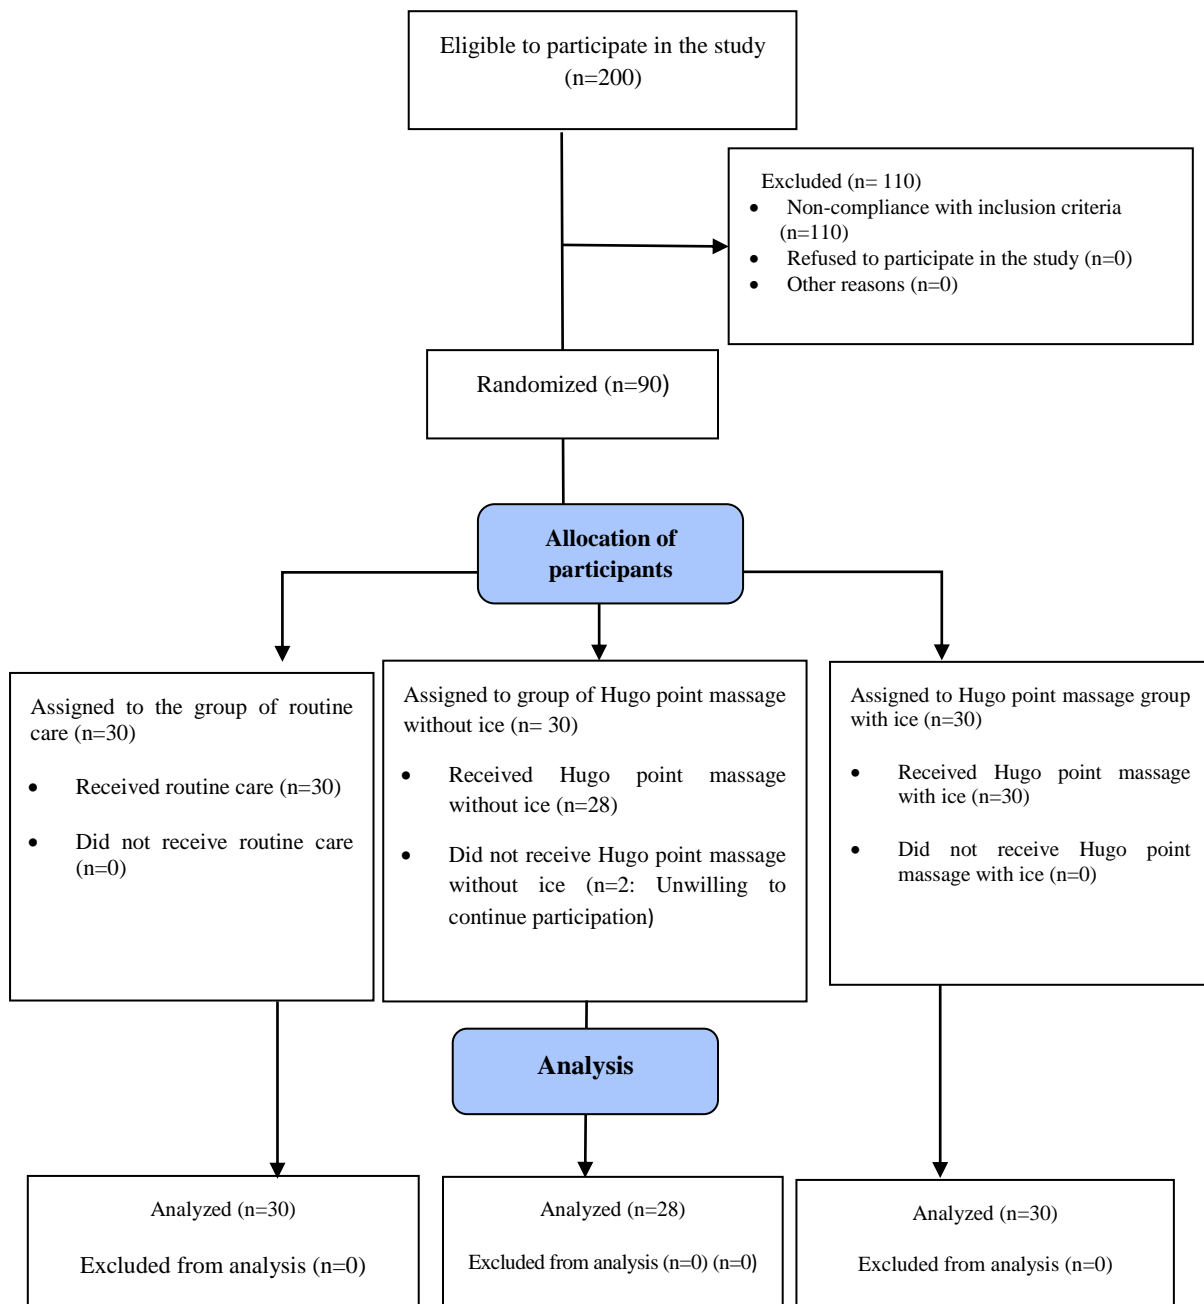 Eligible to participate in the study
(n=200)
Excluded (n= 110)
• Non-compliance with inclusion criteria
(n=110)
• Refused to participate in the study (n=0)
• Other reasons (n=0)
Randomized (n=90)
Allocation of
participants
Assigned to the group of routine
care (n=30)
• Received routine care (n=30)
• Did not receive routine care
(n=0)
Assigned to group of Hugo point massage
without ice (n= 30)
• Received Hugo point massage
without ice (n=28)
• Did not receive Hugo point massage
without ice (n=2: Unwilling to
continue participation)
Assigned to Hugo point massage group
with ice (n=30)
• Received Hugo point massage
with ice (n=30)
• Did not receive Hugo point
massage with ice (n=0)
Analysis
Analyzed (n=30)
Excluded from analysis (n=0)
Analyzed (n=28)
Excluded from analysis (n=0) (n=0)
Analyzed (n=30)
Excluded from analysis (n=0)